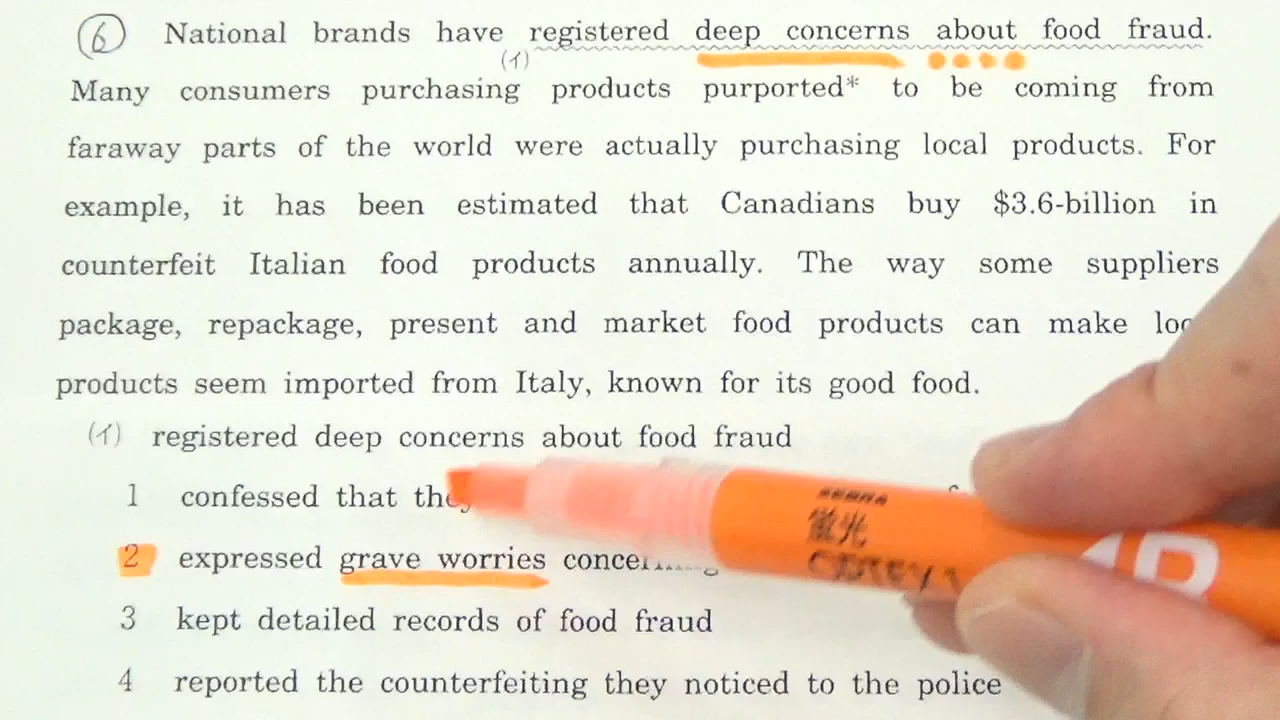 ⑥ National brands have registered deep concerns about food fraud.
(イ)
Many consumers purchasing products purported* to be coming from
faraway parts of the world were actually purchasing local products. For
example, it has been estimated that Canadians buy $3.6-billion in
counterfeit Italian food products annually. The way some suppliers
package, repackage, present and market food products can make
products seem imported from Italy, known for its good food.
(イ) registered deep concerns about food fraud
1 confessed that
2 expressed grave worries
3 kept detailed records of food fraud
4 reported the counterfeiting they noticed to the police
ZEBRA
蛍光
OPTEX 1